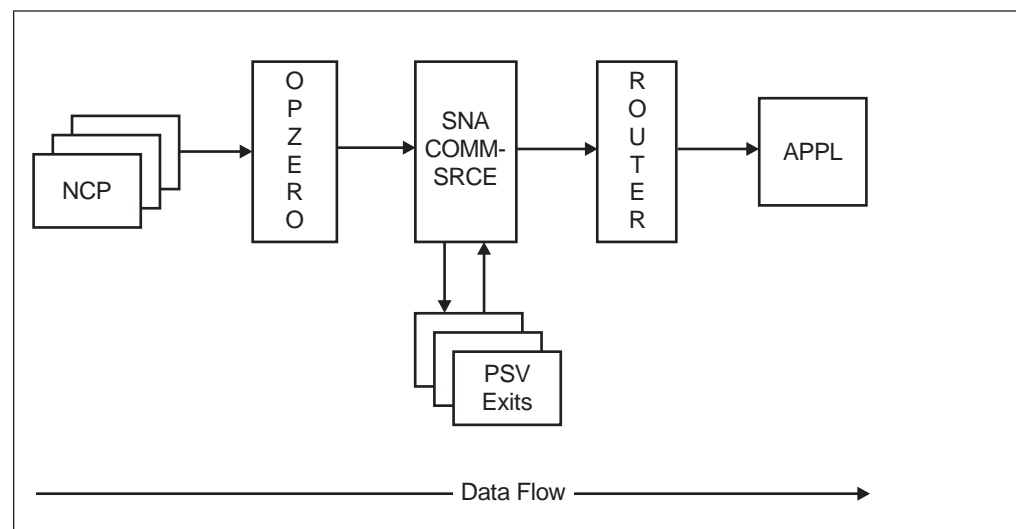 NCP
O
P
Z
E
R
O
SNA
COMM-
SRCE
R
O
U
T
E
R
APPL
PSV
Exits
Data Flow